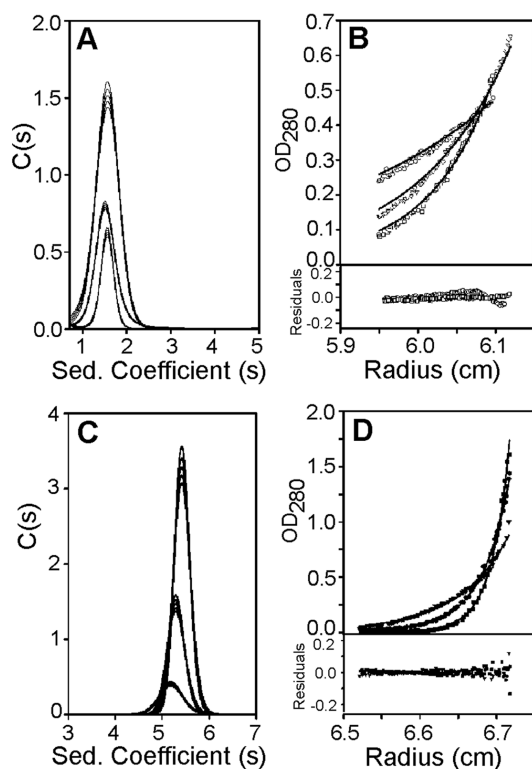 A
2.0
1.5
1.0
0.5
0.0
C(s)
1 2 3 4 5
Sed. Coefficient (s)
B
0.7
0.6
0.5
0.4
0.3
0.2
0.1
0.0
OD280
0.2
0.0
-0.2
Residuals
5.9 6.0 6.1
Radius (cm)
C
4
3
2
1
0
C(s)
3 4 5 6 7
Sed. Coefficient (s)
D
2.0
1.5
1.0
0.5
0.0
OD280
0.2
0.0
-0.2
Residuals
6.5 6.6 6.7
Radius (cm)